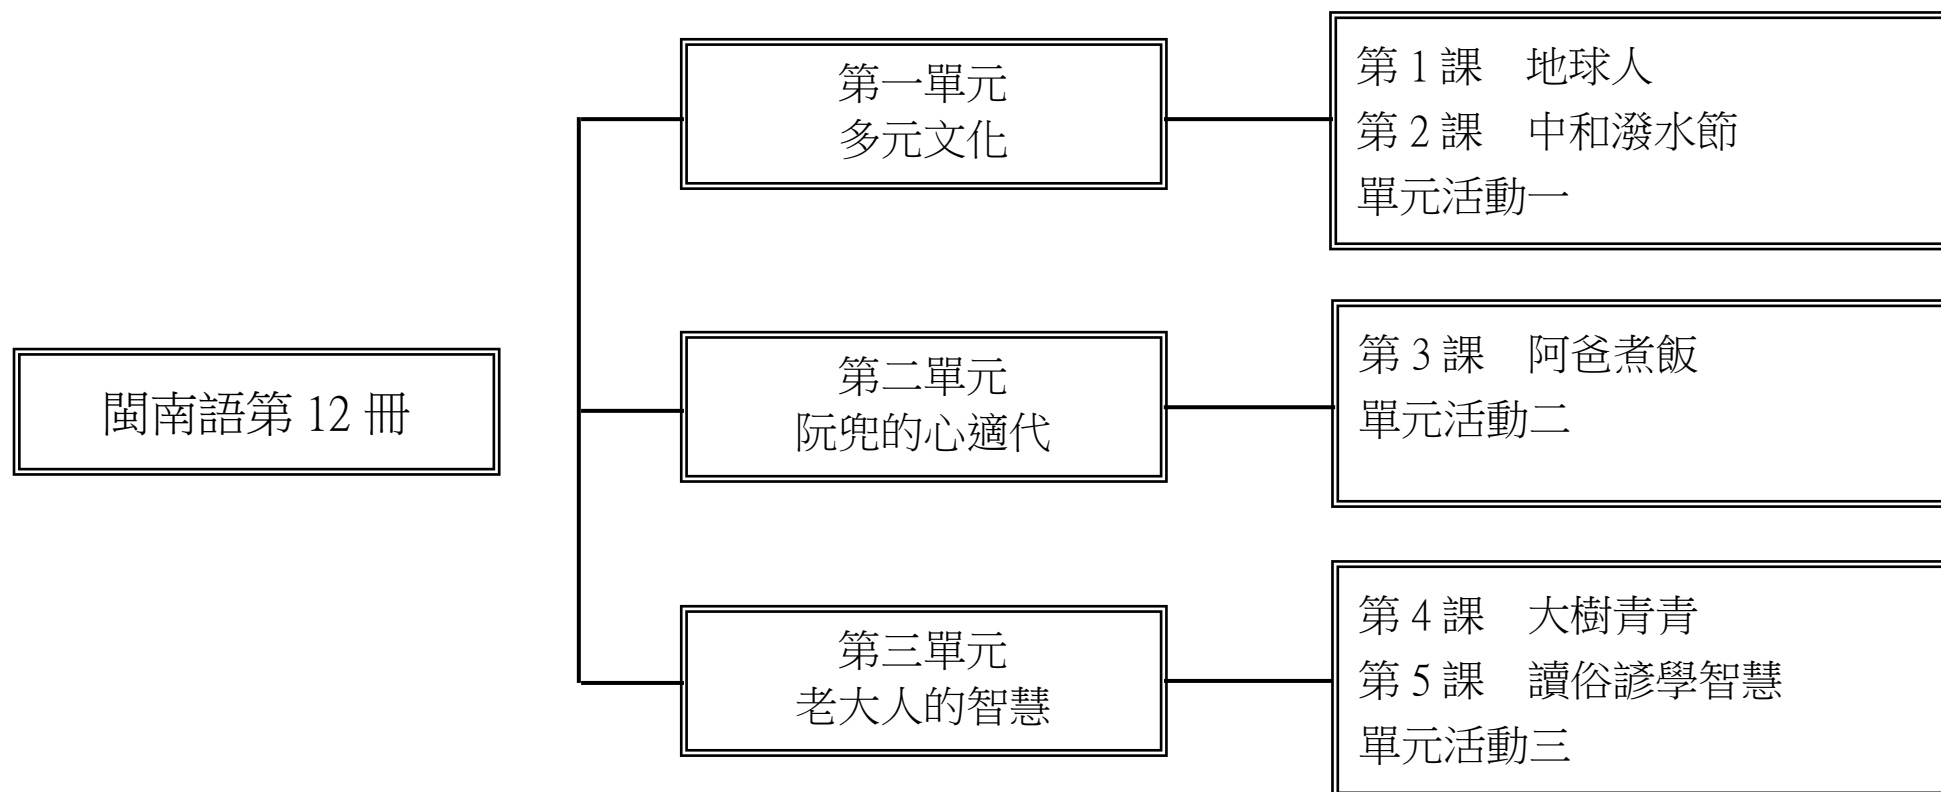 閩南語第 12 冊
第一單元
多元文化
第 1 課　地球人
第 2 課　中和潑水節
單元活動一
第二單元
阮兜的心適代
第 3 課　阿爸煮飯
單元活動二
第三單元
老大人的智慧
第 4 課　大樹青青
第 5 課　讀俗諺學智慧
單元活動三